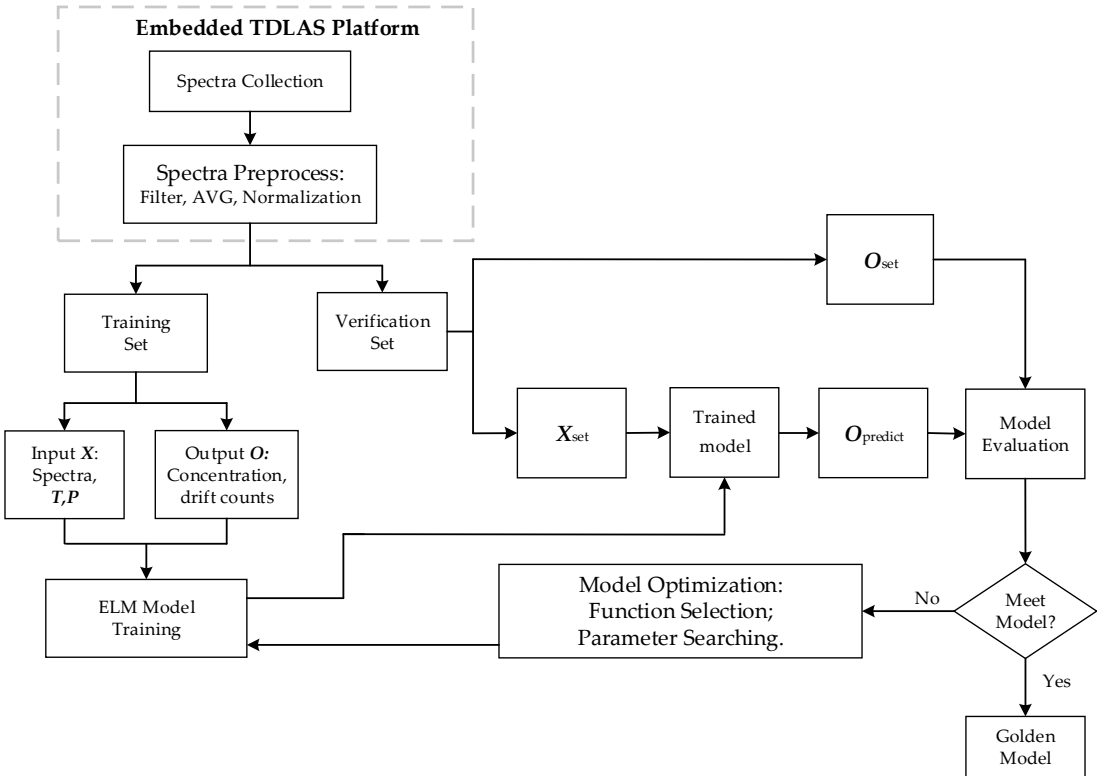 Embedded TDLAS Platform
Spectra Collection
Spectra Preprocess:
Filter, AVG, Normalization
Training
Set
Verification
Set
Oset
Input X:
Spectra,
T,P
Output O:
Concentration,
drift counts
Xset
Trained
model
Opredict
Model
Evaluation
ELM Model
Training
Model Optimization:
Function Selection;
Parameter Searching.
No
Meet
Model?
Yes
Golden
Model